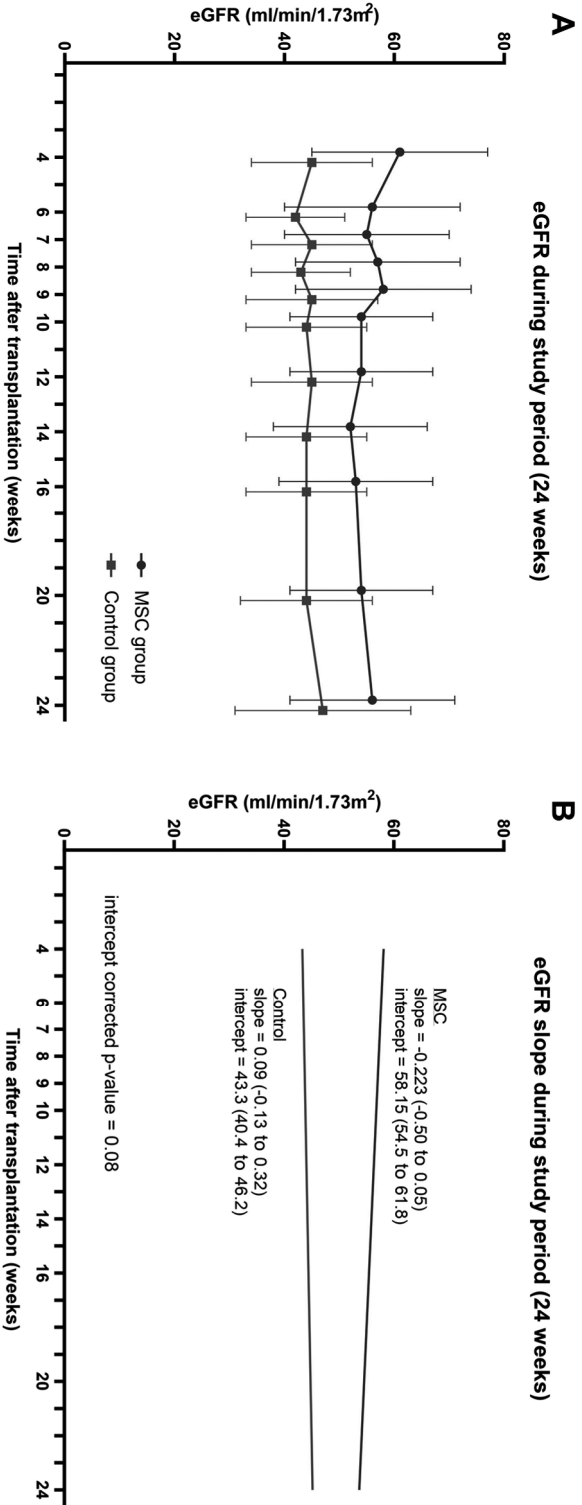 A
eGFR during study period (24 weeks)
eGFR (ml/min/1.73m²)
80
60
40
20
0
MSC group
Control group
4 6 7 8 9 10 12 14 16 20 24
Time after transplantation (weeks)
B
eGFR slope during study period (24 weeks)
eGFR (ml/min/1.73m²)
80
60
40
20
0
MSC
slope = -0.223 (-0.50 to 0.05)
intercept = 58.15 (54.5 to 61.8)
Control
slope = 0.09 (-0.13 to 0.32)
intercept = 43.3 (40.4 to 46.2)
intercept corrected p-value = 0.08
4 6 7 8 9 10 12 14 16 20 24
Time after transplantation (weeks)